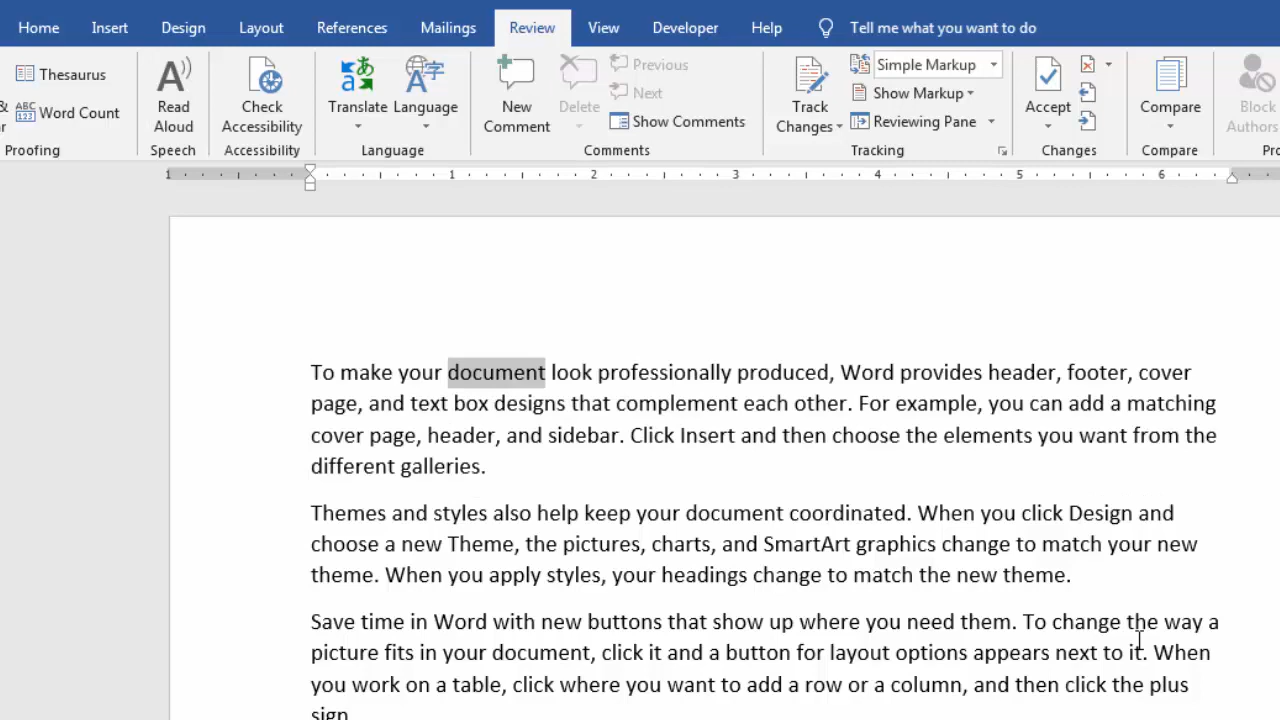 Home Insert Design Layout References Mailings Review View Developer Help Tell me what you want to do
Thesaurus
& ABC 123 Word Count
Proofing
Read Aloud
Speech
Check Accessibility
Accessibility
Translate Language
Language
New Comment
Delete
Previous
Next
Show Comments
Comments
Track Changes
Simple Markup
Show Markup
Reviewing Pane
Tracking
Accept
Changes
Compare
Compare
Block Authors
1 1 2 3 4 5 6
To make your document look professionally produced, Word provides header, footer, cover
page, and text box designs that complement each other. For example, you can add a matching
cover page, header, and sidebar. Click Insert and then choose the elements you want from the
different galleries.
Themes and styles also help keep your document coordinated. When you click Design and
choose a new Theme, the pictures, charts, and SmartArt graphics change to match your new
theme. When you apply styles, your headings change to match the new theme.
Save time in Word with new buttons that show up where you need them. To change the way a
picture fits in your document, click it and a button for layout options appears next to it. When
you work on a table, click where you want to add a row or a column, and then click the plus
sign.